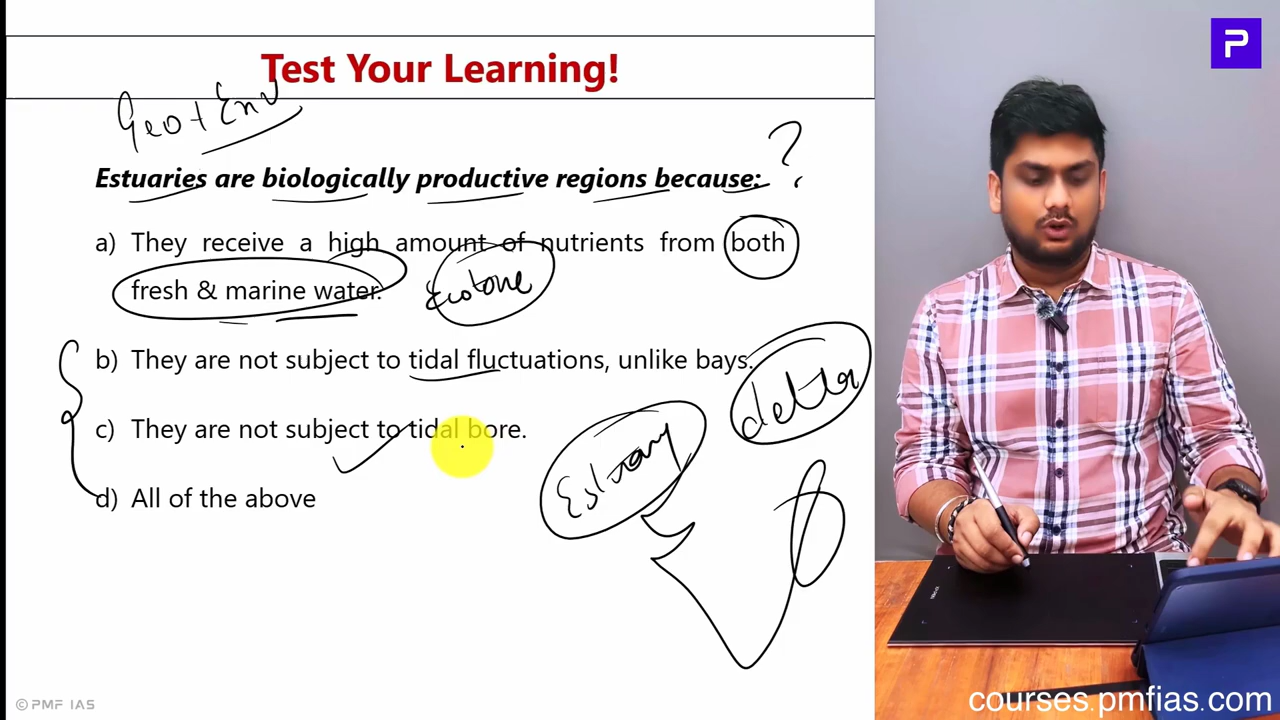 P
Test Your Learning!
Geo + Env
Estuaries are biologically productive regions because: ?
a) They receive a high amount of nutrients from both
fresh & marine water.
Ecotone
b) They are not subject to tidal fluctuations, unlike bays.
delta
c) They are not subject to tidal bore.
Estuary
d) All of the above
© PMF IAS
courses.pmfias.com